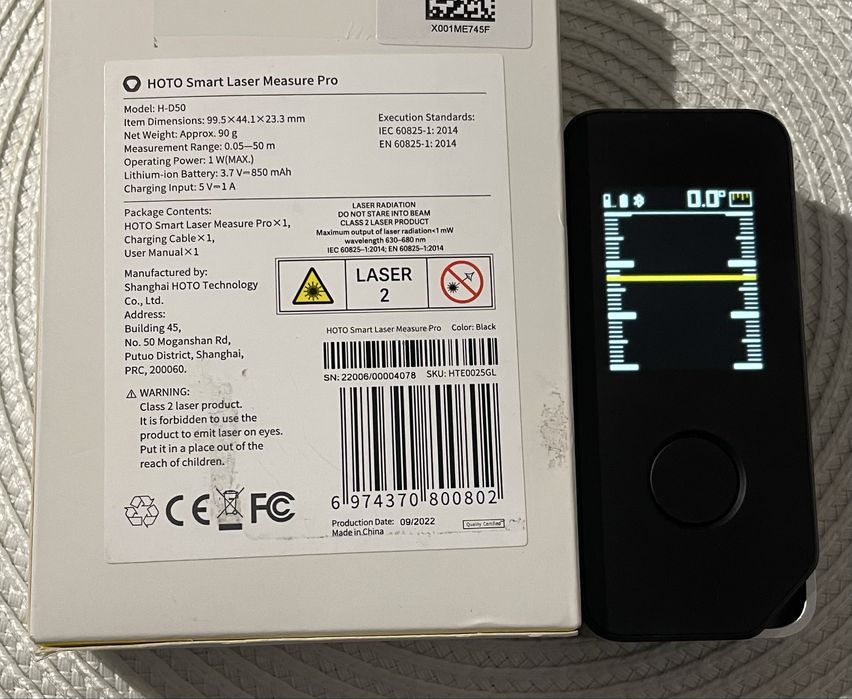 X001ME745F
HOTO Smart Laser Measure Pro
Model: H-D50
Item Dimensions: 99.5×44.1×23.3 mm
Net Weight: Approx. 90 g
Measurement Range: 0.05—50 m
Operating Power: 1 W(MAX.)
Lithium-ion Battery: 3.7 V⎓850 mAh
Charging Input: 5 V⎓1 A
Execution Standards:
IEC 60825-1: 2014
EN 60825-1: 2014
Package Contents:
HOTO Smart Laser Measure Pro×1,
Charging Cable×1,
User Manual×1
Manufactured by:
Shanghai HOTO Technology
Co., Ltd.
Address:
Building 45,
No. 50 Moganshan Rd,
Putuo District, Shanghai,
PRC, 200060.
WARNING:
Class 2 laser product.
It is forbidden to use the
product to emit laser on eyes.
Put it in a place out of the
reach of children.
LASER RADIATION
DO NOT STARE INTO BEAM
CLASS 2 LASER PRODUCT
Maximum output of laser radiation<1 mW
wavelength 630-680 nm
IEC 60825-1:2014; EN 60825-1:2014
LASER
2
HOTO Smart Laser Measure Pro Color: Black
SN: 22006/00004078 SKU: HTE0025GL
6 974370 800802
Production Date: 09/2022
Made in China
Quality Certified
CE FC
0.0°